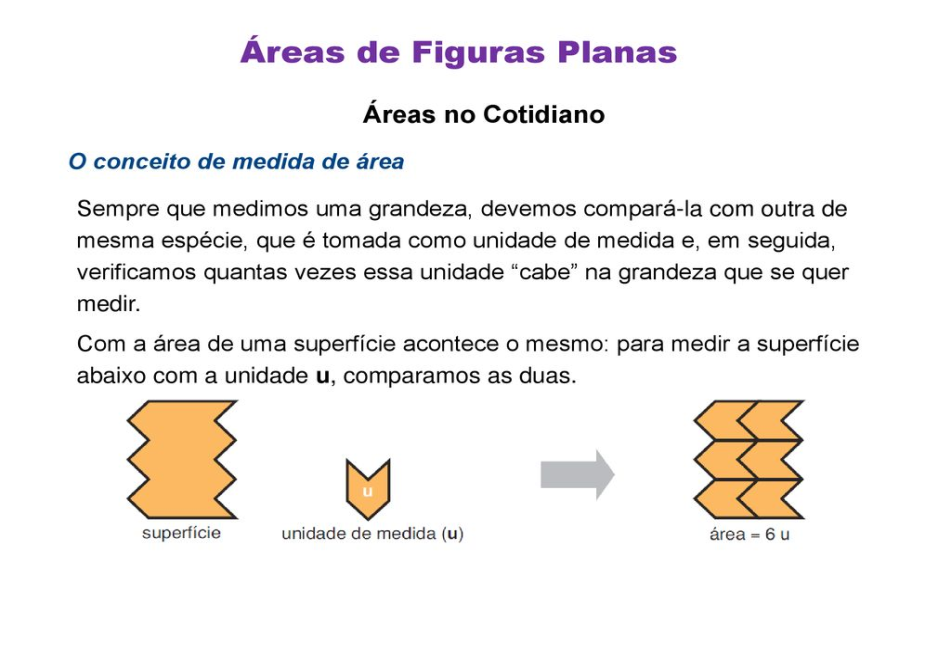 Áreas de Figuras Planas
Áreas no Cotidiano
O conceito de medida de área
Sempre que medimos uma grandeza, devemos compará-la com outra de
mesma espécie, que é tomada como unidade de medida e, em seguida,
verificamos quantas vezes essa unidade “cabe” na grandeza que se quer
medir.
Com a área de uma superfície acontece o mesmo: para medir a superfície
abaixo com a unidade u, comparamos as duas.
u
superfície
unidade de medida (u)
área = 6 u